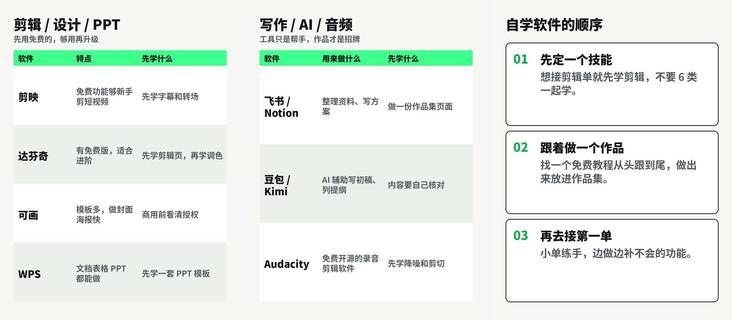 剪辑 / 设计 / PPT
先用免费的，够用再升级
软件 特点 先学什么
剪映 免费功能够新手剪短视频 先学字幕和转场
达芬奇 有免费版，适合进阶 先学剪辑页，再学调色
可画 模板多，做封面海报快 商用前看清授权
WPS 文档表格 PPT 都能做 先学一套 PPT 模板
写作 / AI / 音频
工具只是帮手，作品才是招牌
软件 用来做什么 先学什么
飞书 / Notion 整理资料、写方案 做一份作品集页面
豆包 / Kimi AI 辅助写初稿、列提纲 内容要自己核对
Audacity 免费开源的录音剪辑软件 先学降噪和剪切
自学软件的顺序
01 先定一个技能
想接剪辑单就先学剪辑，不要 6 类
一起学。
02 跟着做一个作品
找一个免费教程从头跟到尾，做出
来放进作品集。
03 再去接第一单
小单练手，边做边补不会的功能。